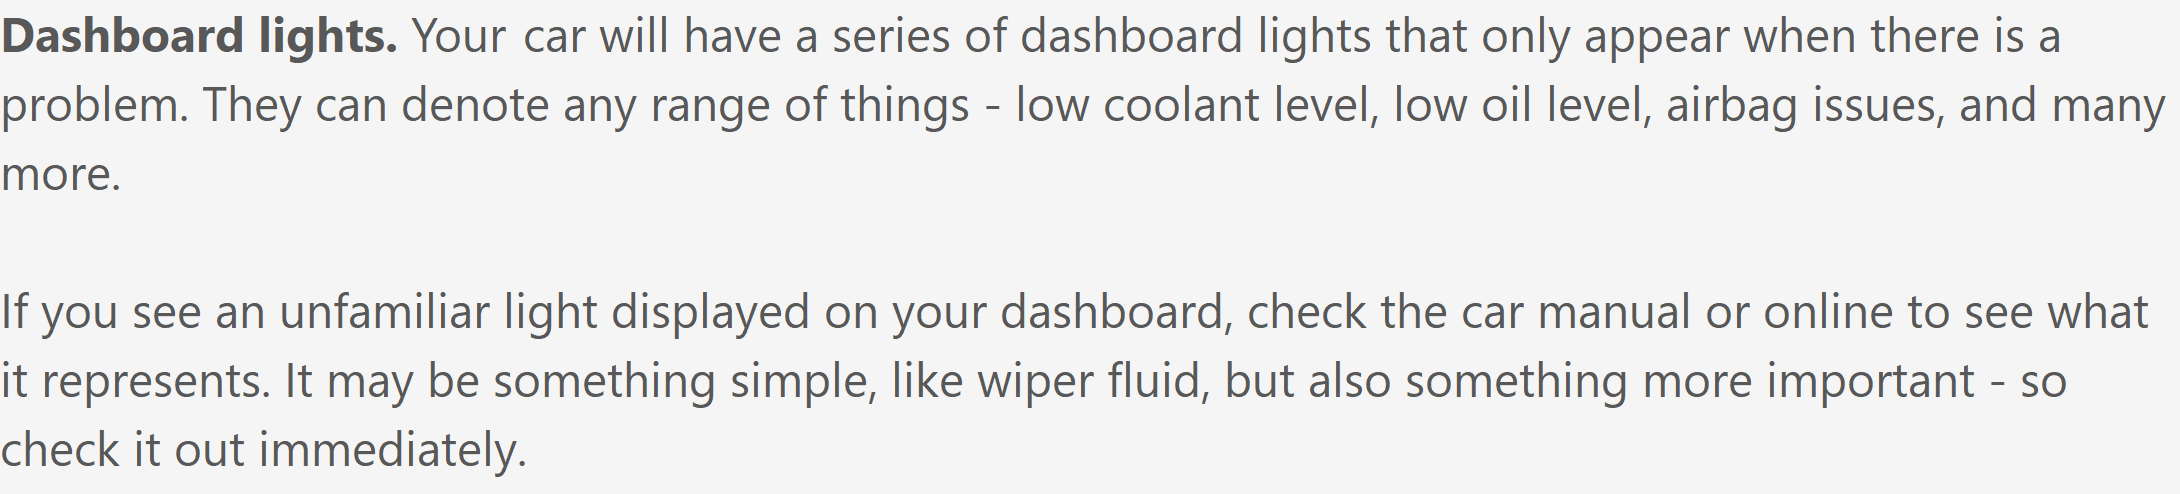 Dashboard lights. Your car will have a series of dashboard lights that only appear when there is a
problem. They can denote any range of things - low coolant level, low oil level, airbag issues, and many
more.
If you see an unfamiliar light displayed on your dashboard, check the car manual or online to see what
it represents. It may be something simple, like wiper fluid, but also something more important - so
check it out immediately.